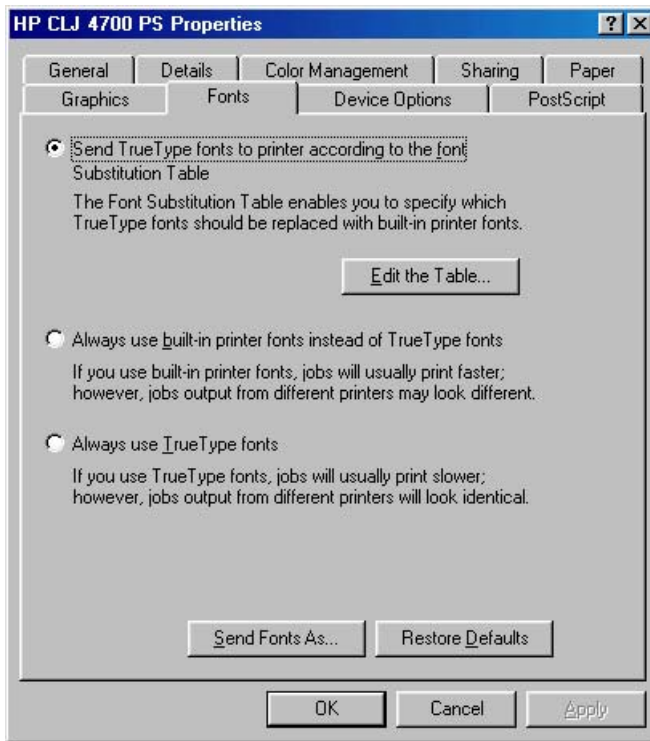 HP CLJ 4700 PS Properties
General Details Color Management Sharing Paper
Graphics Fonts Device Options PostScript
Send TrueType fonts to printer according to the font
Substitution Table
The Font Substitution Table enables you to specify which
TrueType fonts should be replaced with built-in printer fonts.
Edit the Table...
Always use built-in printer fonts instead of TrueType fonts
If you use built-in printer fonts, jobs will usually print faster;
however, jobs output from different printers may look different.
Always use TrueType fonts
If you use TrueType fonts, jobs will usually print slower;
however, jobs output from different printers will look identical.
Send Fonts As... Restore Defaults
OK Cancel Apply